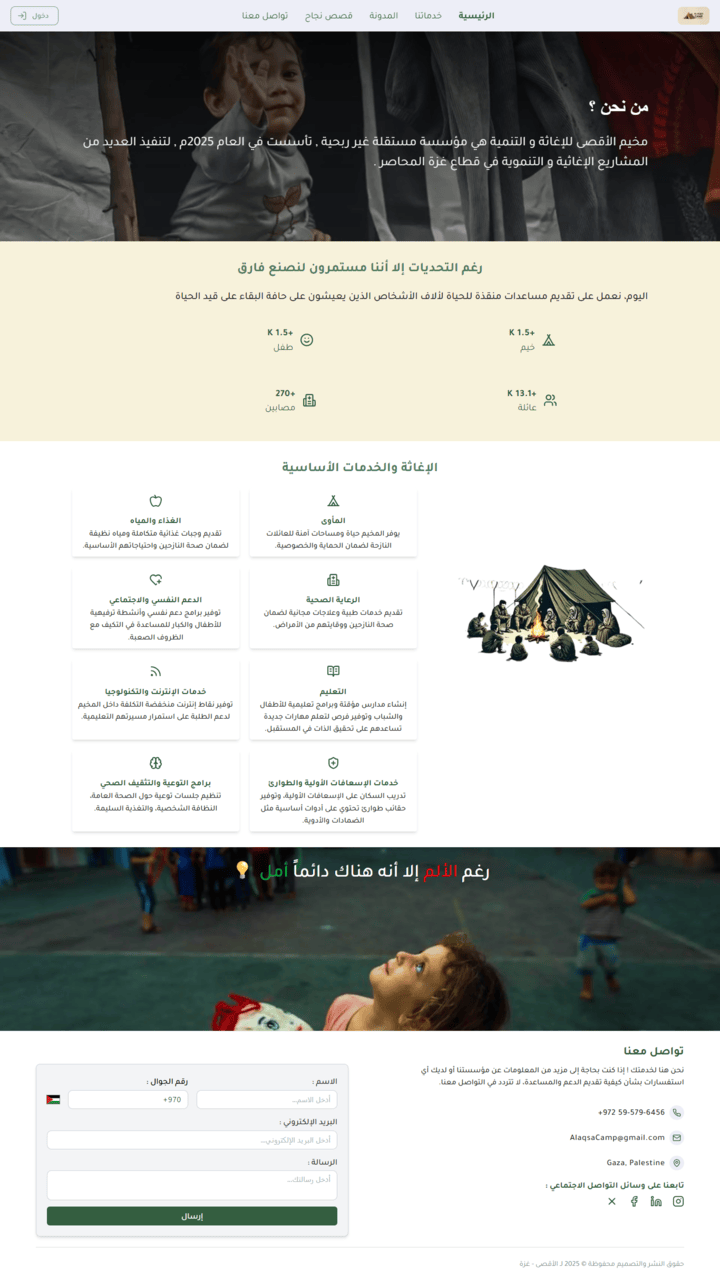 الرئيسية
خدماتنا
المدونة
قصص نجاح
تواصل معنا
دخول
من نحن ؟
مخيم الأقصى للإغاثة و التنمية هي مؤسسة مستقلة غير ربحية , تأسست في العام 2025م , لتنفيذ العديد من
المشاريع الإغاثية و التنموية في قطاع غزة المحاصر .
رغم التحديات إلا أننا مستمرون لنصنع فارق
اليوم، نعمل على تقديم مساعدات منقذة للحياة لألاف الأشخاص الذين يعيشون على حافة البقاء على قيد الحياة
+1.5 K
خيم
+1.5 K
طفل
+13.1 K
عائلة
+270
مصابين
الإغاثة والخدمات الأساسية
المأوى
يوفر المخيم حياة ومساحات آمنة للعائلات
النازحة لضمان الحماية والخصوصية.
الغذاء والمياه
تقديم وجبات غذائية متكاملة ومياه نظيفة
لضمان صحة النازحين واحتياجاتهم الأساسية.
الرعاية الصحية
تقديم خدمات طبية وعلاجات مجانية لضمان
صحة النازحين ووقايتهم من الأمراض.
الدعم النفسي والاجتماعي
توفير برامج دعم نفسي وأنشطة ترفيهية
للأطفال والكبار للمساعدة في التكيف مع
الظروف الصعبة.
التعليم
إنشاء مدارس مؤقتة وبرامج تعليمية للأطفال
والشباب وتوفير فرص لتعلم مهارات جديدة
تساعدهم على تحقيق الذات في المستقبل.
خدمات الإنترنت والتكنولوجيا
توفير نقاط إنترنت منخفضة التكلفة داخل المخيم
لدعم الطلبة على استمرار مسيرتهم التعليمية.
خدمات الإسعافات الأولية والطوارئ
تدريب السكان على الإسعافات الأولية، وتوفير
حقائب طوارئ تحتوي على أدوات أساسية مثل
الضمادات والأدوية.
برامج التوعية والتثقيف الصحي
تنظيم جلسات توعية حول الصحة العامة،
النظافة الشخصية، والتغذية السليمة.
رغم الألم إلا أنه هناك دائماً أمل 💡
تواصل معنا
نحن هنا لخدمتك ! إذا كنت بحاجة إلى مزيد من المعلومات عن مؤسستنا أو لديك أي
استفسارات بشأن كيفية تقديم الدعم والمساعدة، لا تتردد في التواصل معنا.
+972 59-579-6456
AlaqsaCamp@gmail.com
Gaza, Palestine
تابعنا على وسائل التواصل الاجتماعي :
الاسم :
أدخل الاسم...
رقم الجوال :
+970
البريد الإلكتروني :
أدخل البريد الإلكتروني...
الرسالة :
أدخل رسالتك...
إرسال
حقوق النشر والتصميم محفوظة © 2025 لـ الأقصى - غزة